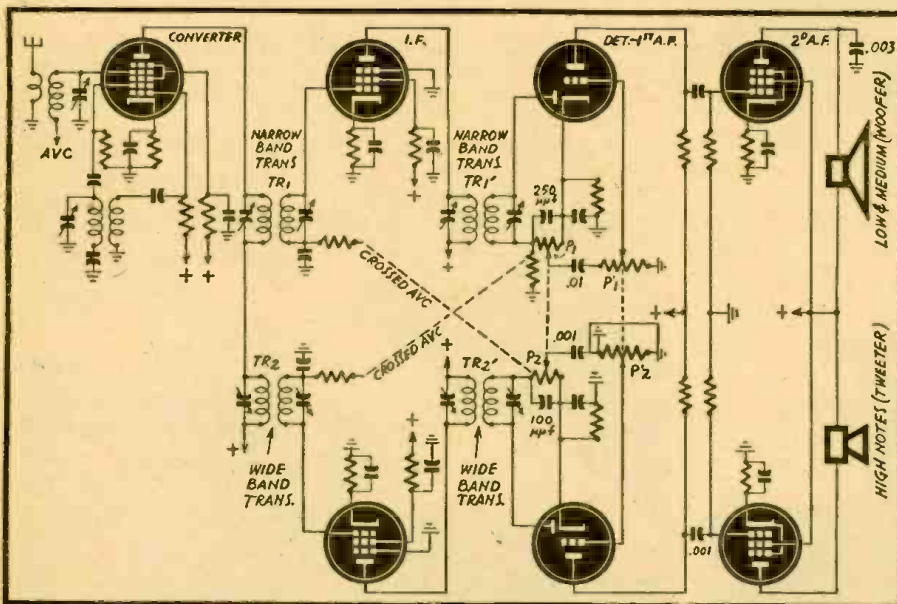 CONVERTER
I.F.
DET.-1ST A.F.
2D A.F.
.003
AVC
NARROW
BAND
TRANS
TR1
NARROW
BAND
TRANS.
TR1'
250
µµf
P1
.01
P'1
+
+
+
+
CROSSED AVC
CROSSED AVC
LOW & MEDIUM (WOOFER)
+
+
TR2
+
WIDE
BAND
TRANS.
+
+
TR2'
WIDE
BAND
TRANS.
P2
.001
P'2
100
µµf
.001
HIGH NOTES (TWEETER)